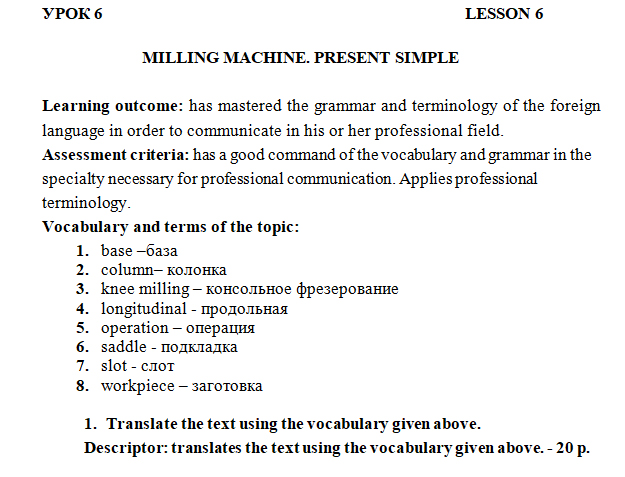 УРОК 6 LESSON 6
MILLING MACHINE. PRESENT SIMPLE
Learning outcome: has mastered the grammar and terminology of the foreign
language in order to communicate in his or her professional field.
Assessment criteria: has a good command of the vocabulary and grammar in the
specialty necessary for professional communication. Applies professional
terminology.
Vocabulary and terms of the topic:
1. base –база
2. column– колонка
3. knee milling – консольное фрезерование
4. longitudinal - продольная
5. operation – операция
6. saddle - подкладка
7. slot - слот
8. workpiece – заготовка
1. Translate the text using the vocabulary given above.
Descriptor: translates the text using the vocabulary given above. - 20 p.